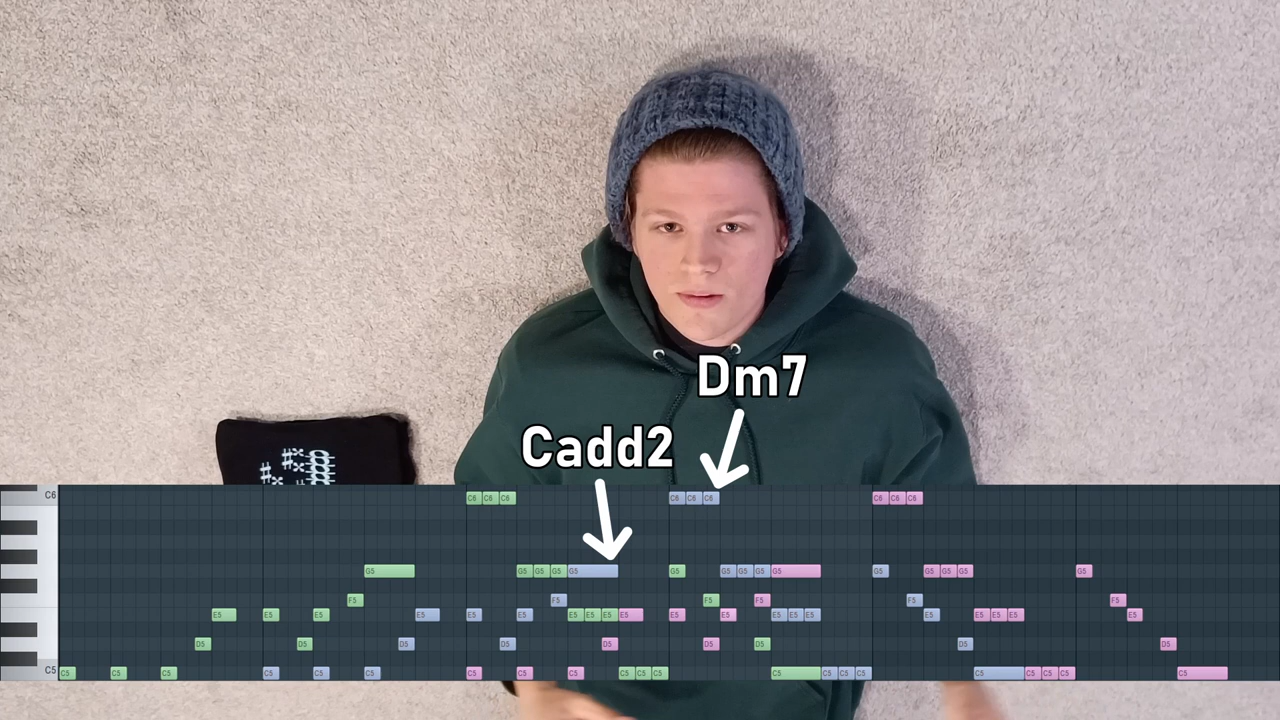 Dm7
Cadd2
C6 C6 C6 C6 C6 C6 C6 C6 C6 C6
G5 G5 G5 G5 G5 G5 G5 G5 G5 G5 G5 G5 G5 G5 G5
F5 F5 F5 F5 F5 F5
E5 E5 E5 E5 E5 E5 E5 E5 E5 E5 E5 E5 E5 E5 E5 E5 E5 E5 E5 E5
D5 D5 D5 D5 D5 D5 D5 D5 D5
C5 C5 C5 C5 C5 C5 C5 C5 C5 C5 C5 C5 C5 C5 C5 C5 C5 C5 C5 C5 C5 C5